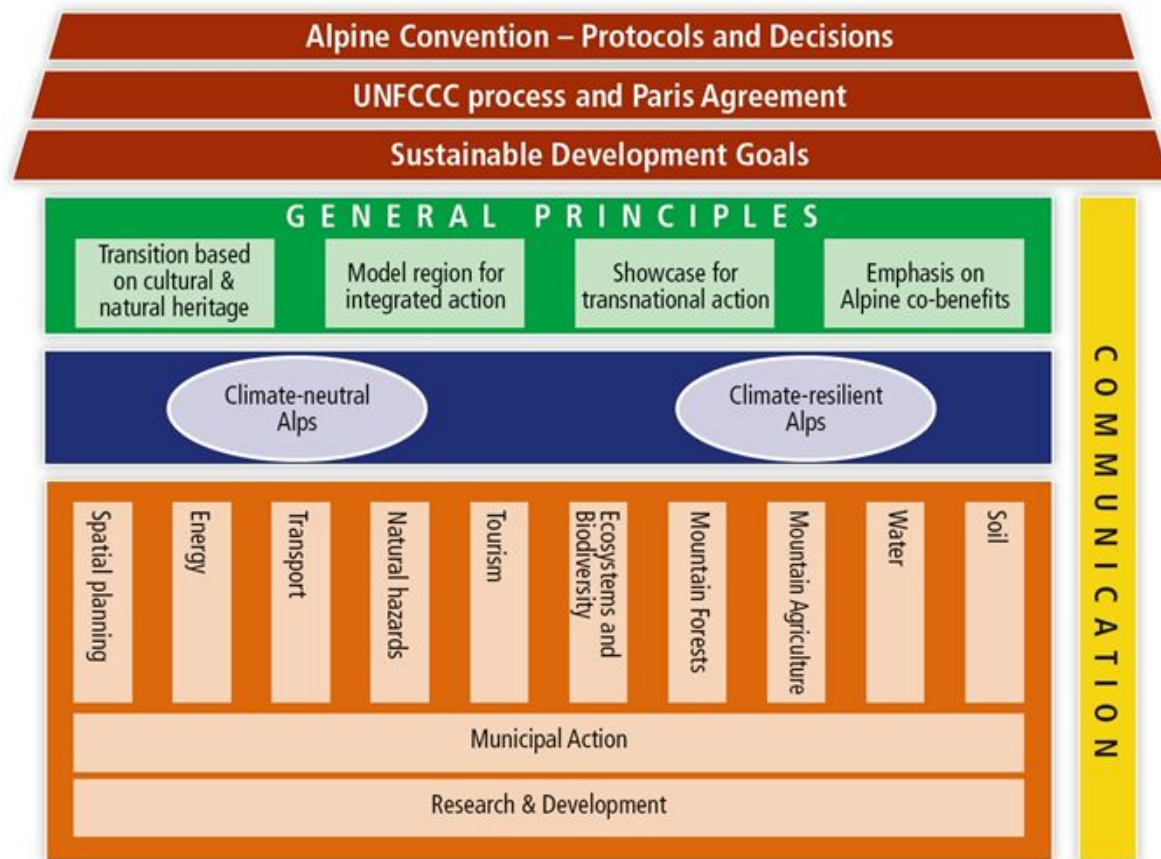 Alpine Convention – Protocols and Decisions
UNFCCC process and Paris Agreement
Sustainable Development Goals
GENERAL PRINCIPLES
Transition based
on cultural &
natural heritage
Model region for
integrated action
Showcase for
transnational action
Emphasis on
Alpine co-benefits
Climate-neutral
Alps
Climate-resilient
Alps
Spatial planning
Energy
Transport
Natural hazards
Tourism
Ecosystems and
Biodiversity
Mountain Forests
Mountain Agriculture
Water
Soil
Municipal Action
Research & Development
COMMUNICATION